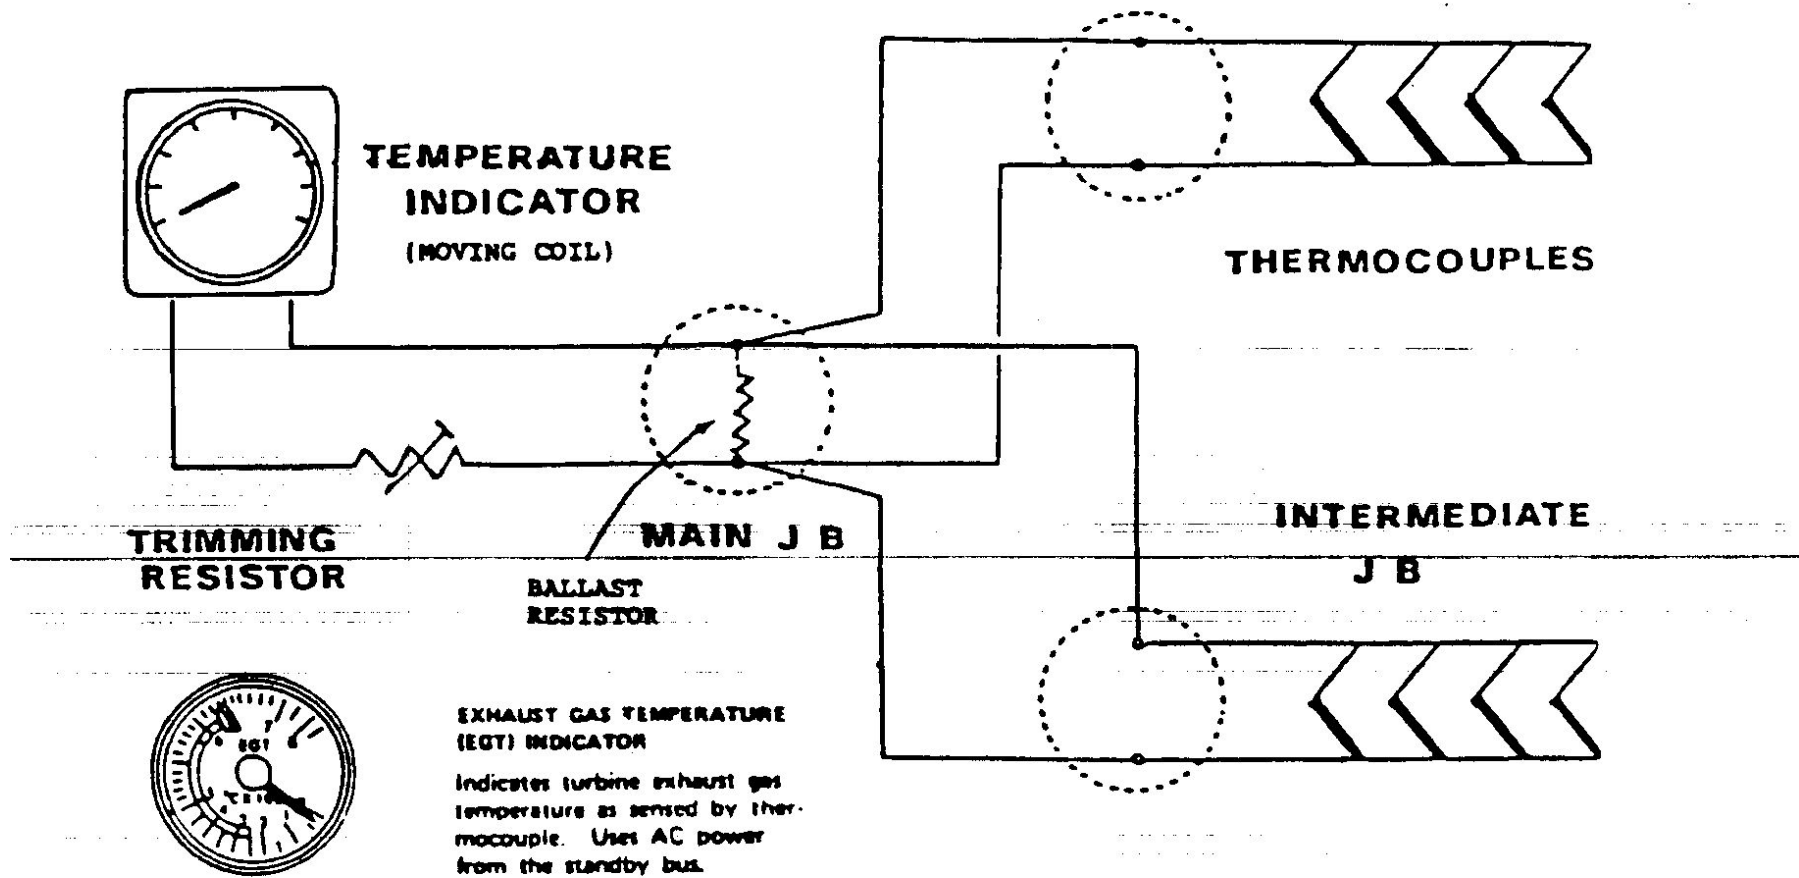 TEMPERATURE
INDICATOR
(MOVING COIL)
THERMOCOUPLES
TRIMMING
RESISTOR
MAIN J B
BALLAST
RESISTOR
INTERMEDIATE
J B
EGT
EXHAUST GAS TEMPERATURE
(EGT) INDICATOR
Indicates turbine exhaust gas
temperature as sensed by ther-
mocouple. Uses AC power
from the standby bus.